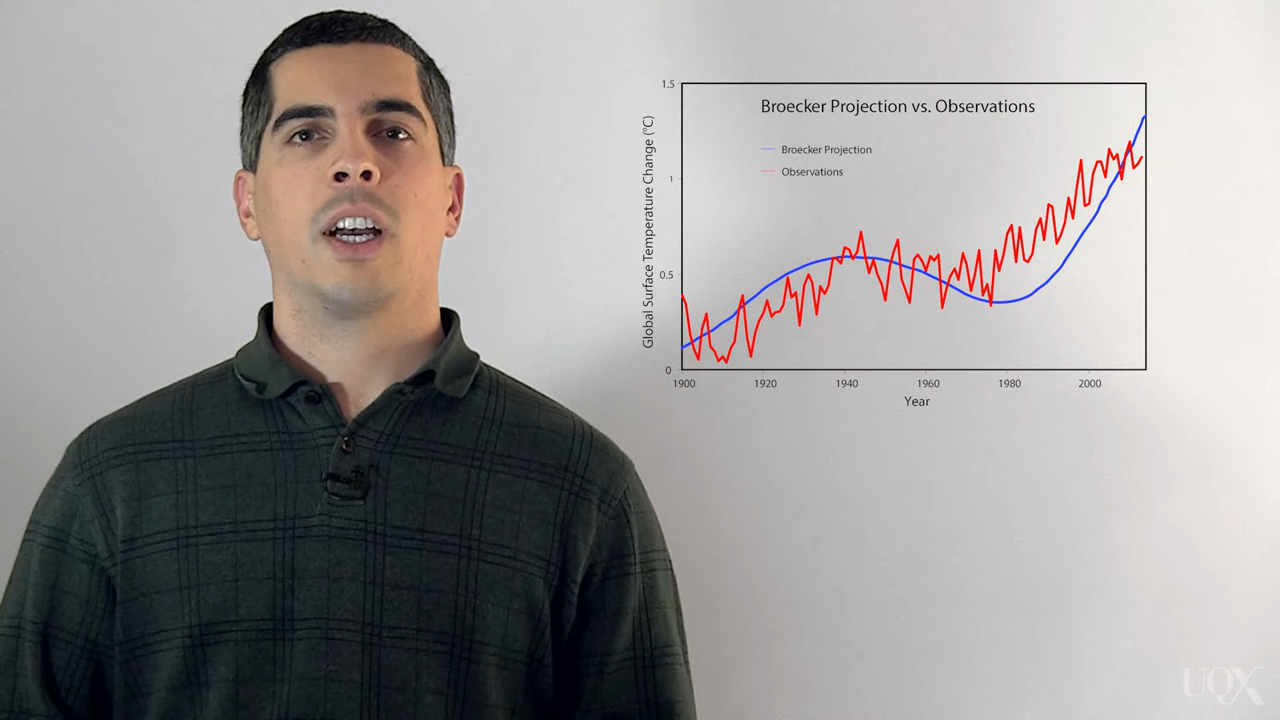 Broecker Projection vs. Observations
Broecker Projection
Observations
Global Surface Temperature Change (°C)
1.5
1
0.5
0
1900 1920 1940 1960 1980 2000
Year
UQX